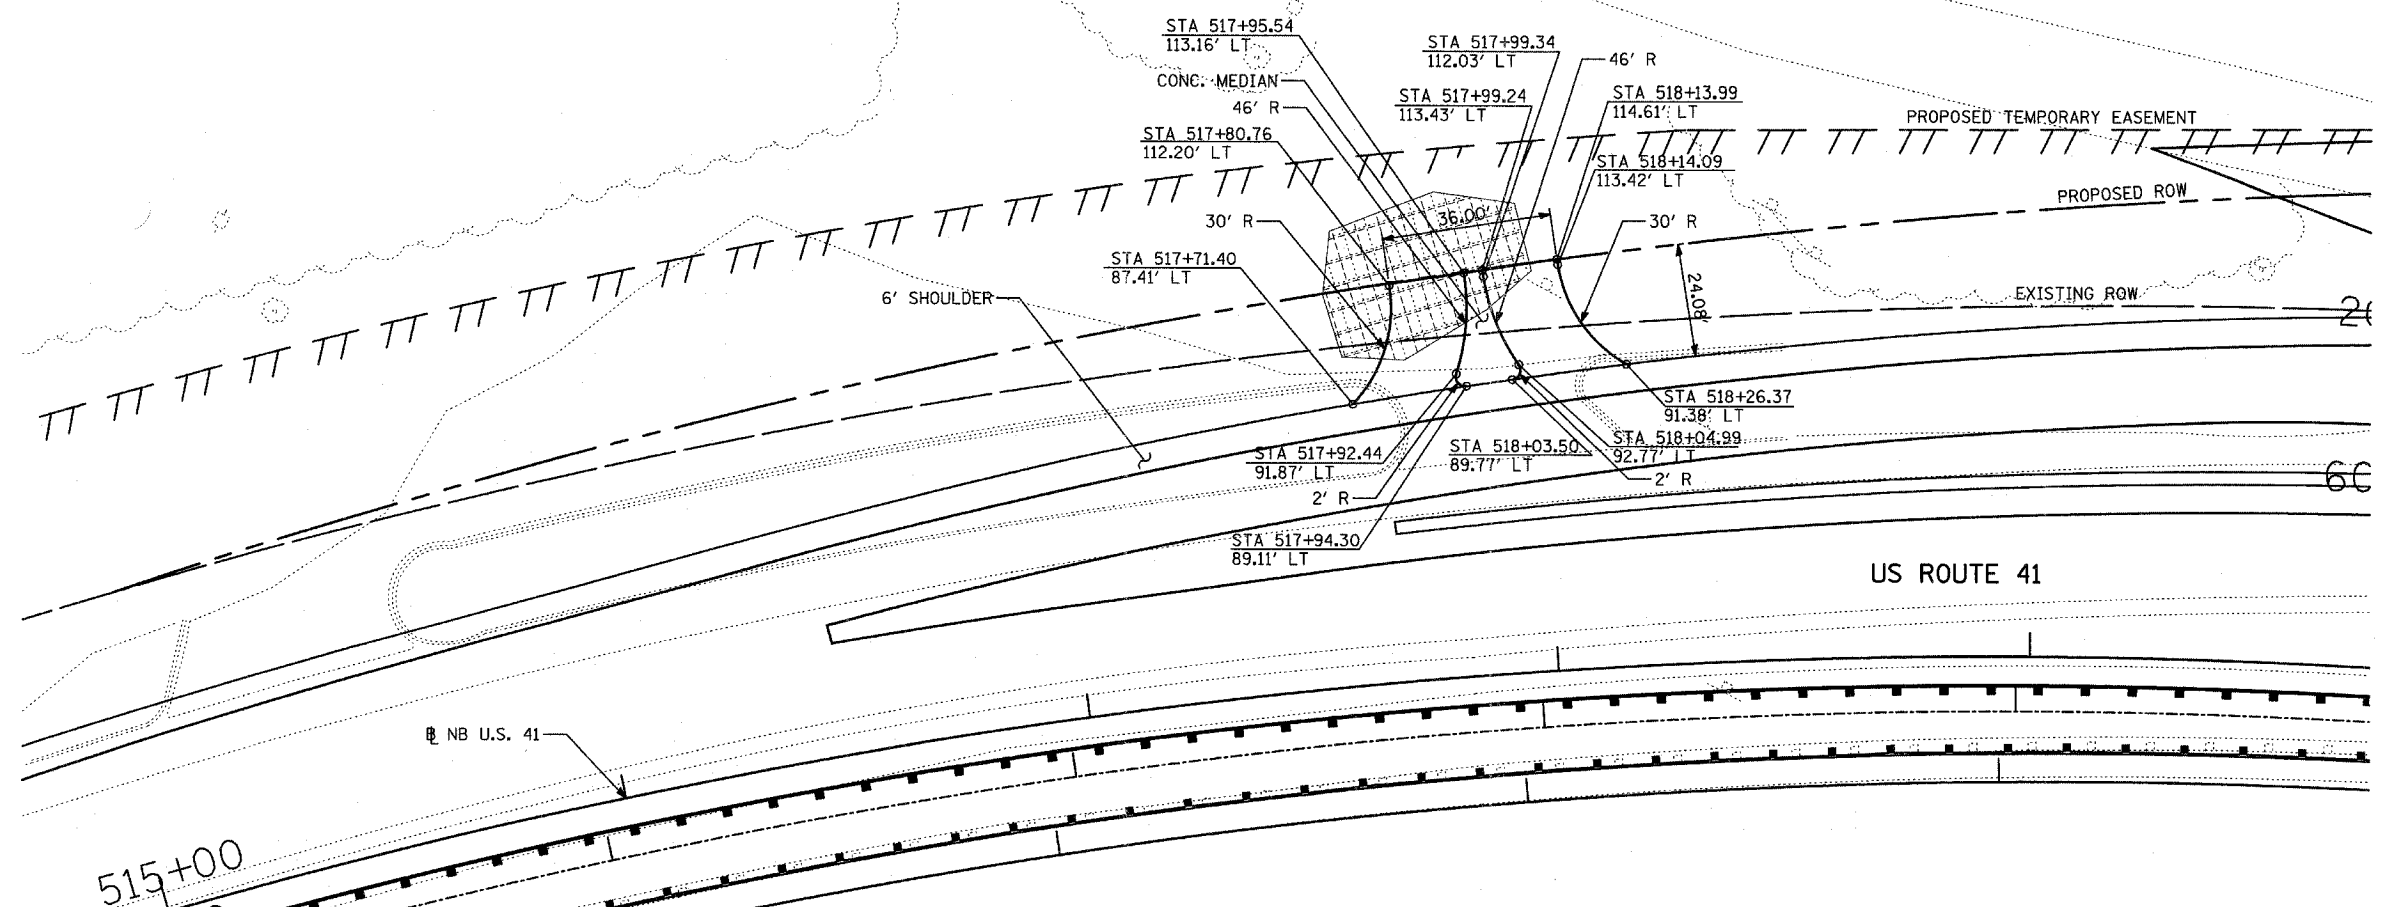 STA 517+95.54
113.16' LT
CONC. MEDIAN
46' R
STA 517+80.76
112.20' LT
30' R
STA 517+71.40
87.41' LT
6' SHOULDER
STA 517+99.34
112.03' LT
46' R
STA 517+99.24
113.43' LT
STA 518+13.99
114.61' LT
STA 518+14.09
113.42' LT
36.00'
30' R
24.08'
PROPOSED TEMPORARY EASEMENT
PROPOSED ROW
EXISTING ROW
STA 518+26.37
91.38' LT
STA 518+04.99
92.77' LT
STA 518+03.50
89.77' LT
2' R
STA 517+92.44
91.87' LT
2' R
STA 517+94.30
89.11' LT
US ROUTE 41
NB U.S. 41
515+00